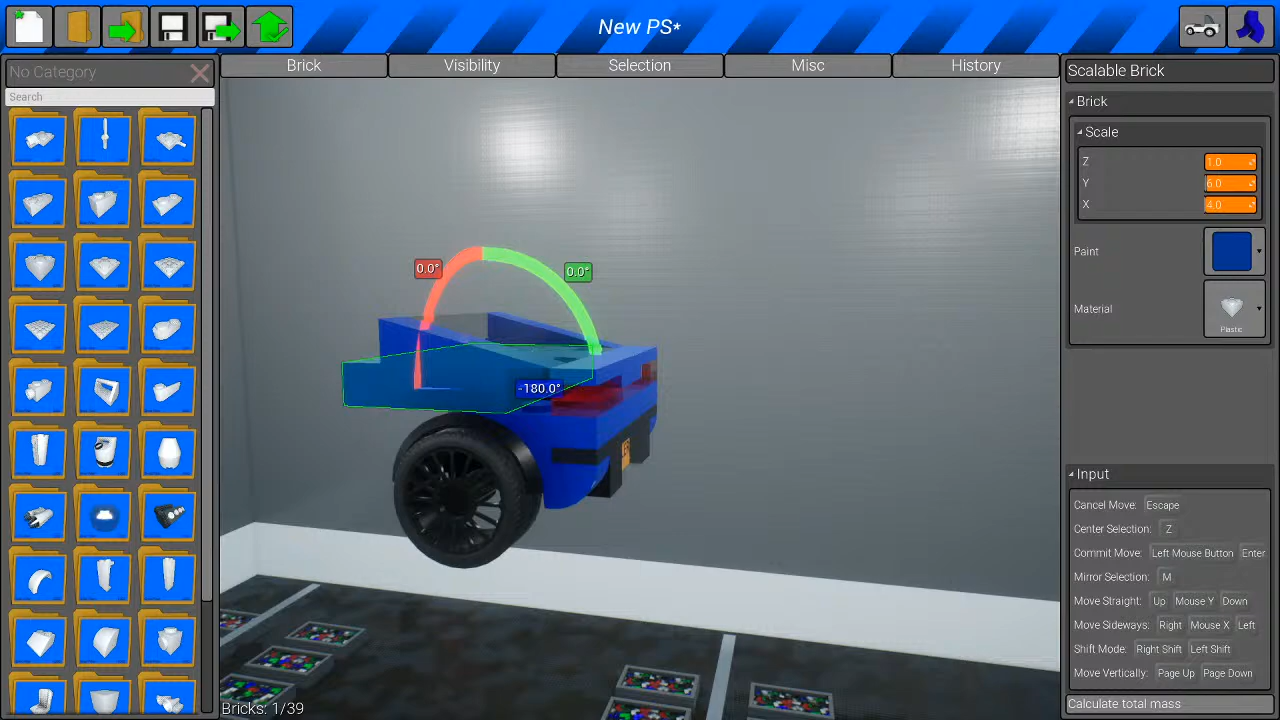 New PS*
No Category
Search
Brick
Visibility
Selection
Misc
History
0.0°
0.0°
-180.0°
Bricks: 1/39
Scalable Brick
Brick
Scale
Z 1.0
Y 6.0
X 4.0
Paint
Material
Plastic
Input
Cancel Move: Escape
Center Selection: Z
Commit Move: Left Mouse Button Enter
Mirror Selection: M
Move Straight: Up Mouse Y Down
Move Sideways: Right Mouse X Left
Shift Mode: Right Shift Left Shift
Move Vertically: Page Up Page Down
Calculate total mass